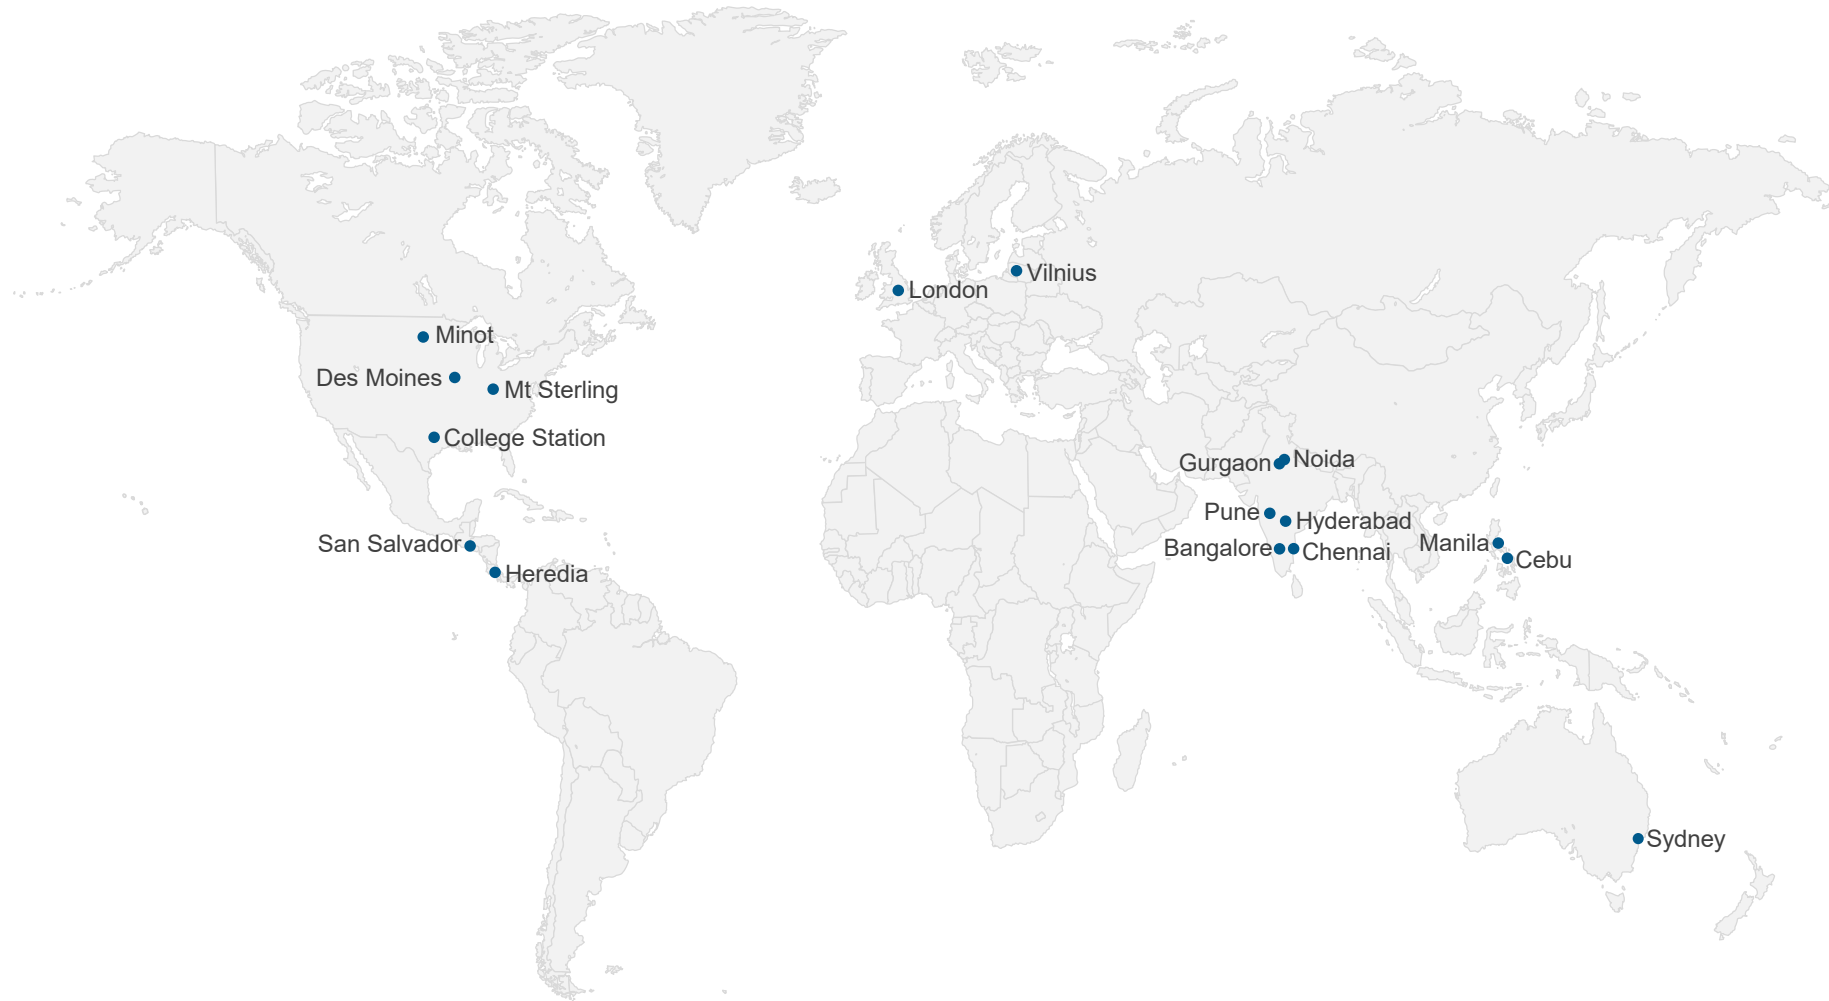 Vilnius
London
Minot
Des Moines
Mt Sterling
College Station
Gurgaon
Noida
Pune
Hyderabad
San Salvador
Bangalore
Chennai
Manila
Cebu
Heredia
Sydney